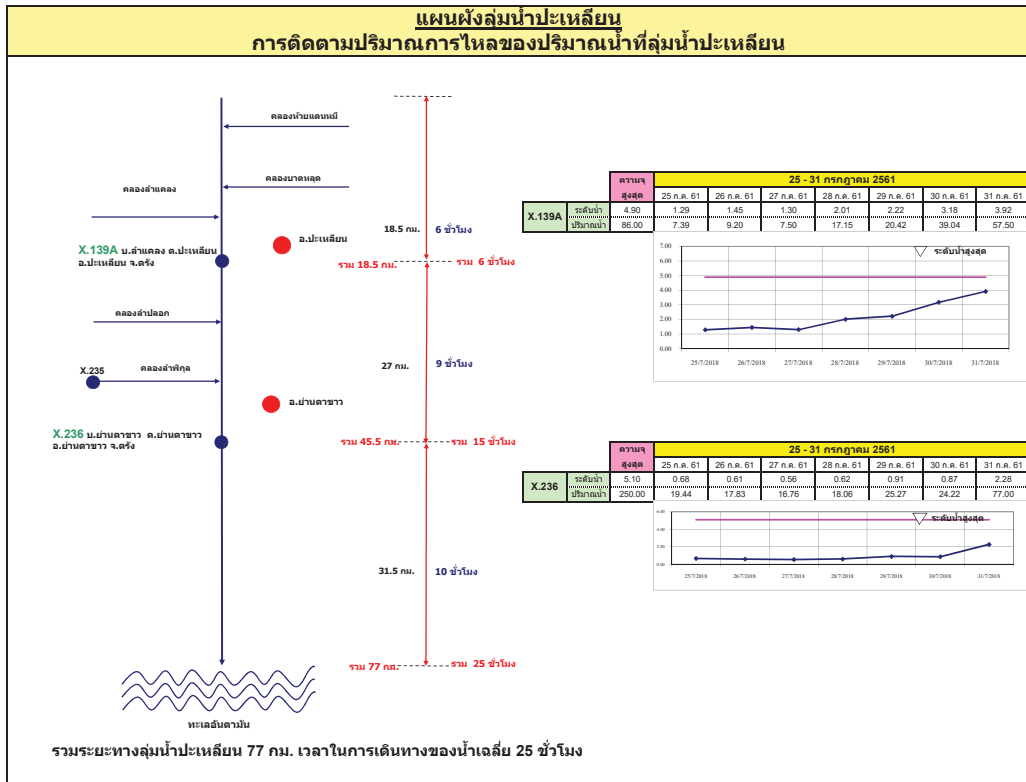 แผนผังลุ่มน้ำปะเหลียน
การติดตามปริมาณการไหลของปริมาณน้ำที่ลุ่มน้ำปะเหลียน
คลองห้วยแดนหมี
คลองบาดหลุด
คลองลำแคลง
18.5 กม.
6 ชั่วโมง
อ.ปะเหลียน
X.139A บ.ลำแคลง ต.ปะเหลียน
อ.ปะเหลียน จ.ตรัง
รวม 18.5 กม.
รวม 6 ชั่วโมง
คลองลำปลอก
27 กม.
9 ชั่วโมง
X.235
คลองลำพิกุล
อ.ย่านตาขาว
X.236 บ.ย่านตาขาว ต.ย่านตาขาว
อ.ย่านตาขาว จ.ตรัง
รวม 45.5 กม.
รวม 15 ชั่วโมง
31.5 กม.
10 ชั่วโมง
รวม 77 กม.
รวม 25 ชั่วโมง
ทะเลอันดามัน
รวมระยะทางลุ่มน้ำปะเหลียน 77 กม. เวลาในการเดินทางของน้ำเฉลี่ย 25 ชั่วโมง
ความจุ 25 - 31 กรกฎาคม 2561
สูงสุด 25 ก.ค. 61 26 ก.ค. 61 27 ก.ค. 61 28 ก.ค. 61 29 ก.ค. 61 30 ก.ค. 61 31 ก.ค. 61
X.139A
ระดับน้ำ 4.90 1.29 1.45 1.30 2.01 2.22 3.18 3.92
ปริมาณน้ำ 86.00 7.39 9.20 7.50 17.15 20.42 39.04 57.50
ระดับน้ำสูงสุด
7.00
6.00
5.00
4.00
3.00
2.00
1.00
0.00
25/7/2018 26/7/2018 27/7/2018 28/7/2018 29/7/2018 30/7/2018 31/7/2018
ความจุ 25 - 31 กรกฎาคม 2561
สูงสุด 25 ก.ค. 61 26 ก.ค. 61 27 ก.ค. 61 28 ก.ค. 61 29 ก.ค. 61 30 ก.ค. 61 31 ก.ค. 61
X.236
ระดับน้ำ 5.10 0.68 0.61 0.56 0.62 0.91 0.87 2.28
ปริมาณน้ำ 250.00 19.44 17.83 16.76 18.06 25.27 24.22 77.00
ระดับน้ำสูงสุด
6.00
4.00
2.00
0.00
25/7/2018 26/7/2018 27/7/2018 28/7/2018 29/7/2018 30/7/2018 31/7/2018